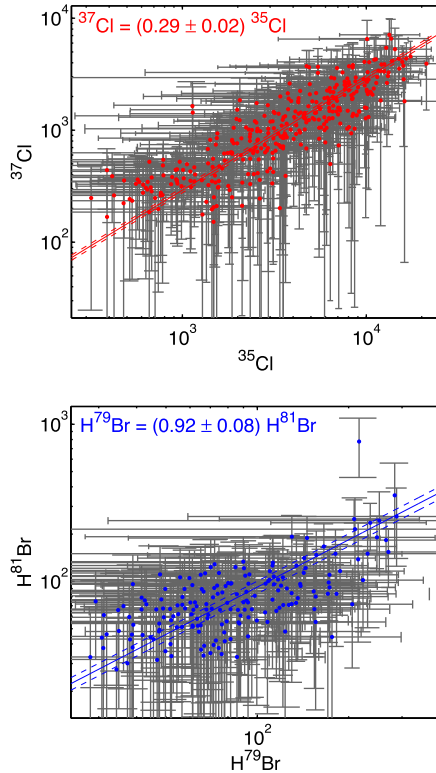 10⁴
³⁷Cl = (0.29 ± 0.02) ³⁵Cl
10³
³⁷Cl
10²
10³
10⁴
³⁵Cl
10³
H⁷⁹Br = (0.92 ± 0.08) H⁸¹Br
H⁸¹Br
10²
10²
H⁷⁹Br